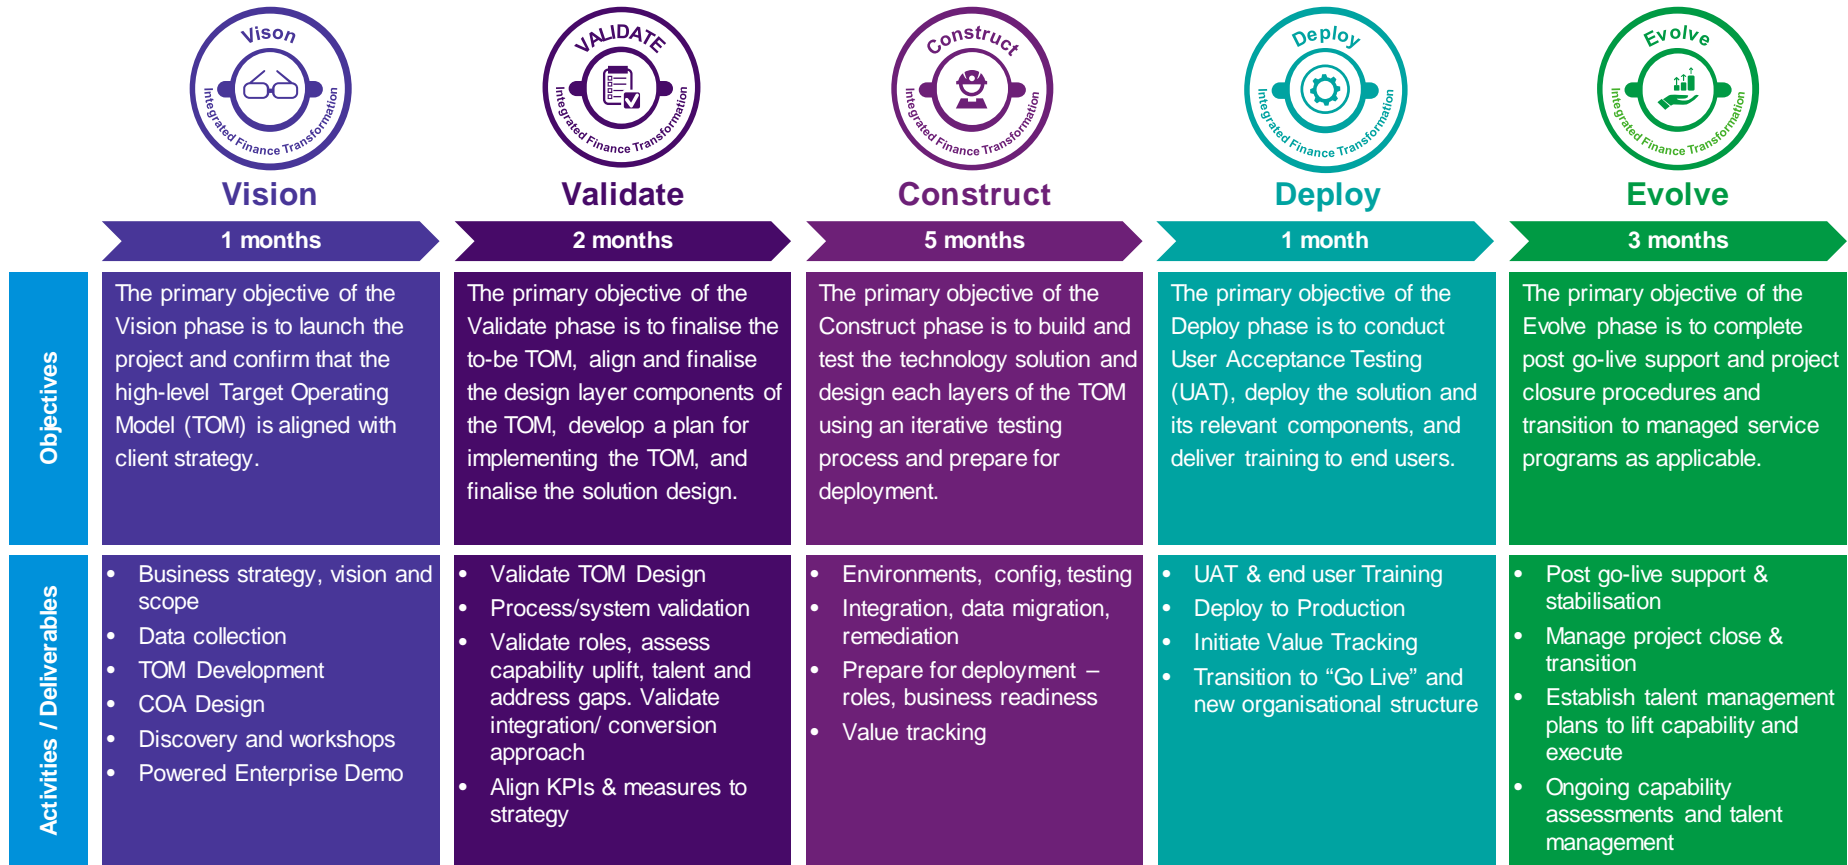 Vison
Integrated Finance Transformation
VALIDATE
Integrated Finance Transformation
Construct
Integrated Finance Transformation
Deploy
Integrated Finance Transformation
Evolve
Integrated Finance Transformation
Vision
Validate
Construct
Deploy
Evolve
1 months
2 months
5 months
1 month
3 months
Objectives
The primary objective of the
Vision phase is to launch the
project and confirm that the
high-level Target Operating
Model (TOM) is aligned with
client strategy.
The primary objective of the
Validate phase is to finalise the
to-be TOM, align and finalise
the design layer components of
the TOM, develop a plan for
implementing the TOM, and
finalise the solution design.
The primary objective of the
Construct phase is to build and
test the technology solution and
design each layers of the TOM
using an iterative testing
process and prepare for
deployment.
The primary objective of the
Deploy phase is to conduct
User Acceptance Testing
(UAT), deploy the solution and
its relevant components, and
deliver training to end users.
The primary objective of the
Evolve phase is to complete
post go-live support and project
closure procedures and
transition to managed service
programs as applicable.
Activities / Deliverables
• Business strategy, vision and
scope
• Data collection
• TOM Development
• COA Design
• Discovery and workshops
• Powered Enterprise Demo
• Validate TOM Design
• Process/system validation
• Validate roles, assess
capability uplift, talent and
address gaps. Validate
integration/ conversion
approach
• Align KPIs & measures to
strategy
• Environments, config, testing
• Integration, data migration,
remediation
• Prepare for deployment –
roles, business readiness
• Value tracking
• UAT & end user Training
• Deploy to Production
• Initiate Value Tracking
• Transition to “Go Live” and
new organisational structure
• Post go-live support &
stabilisation
• Manage project close &
transition
• Establish talent management
plans to lift capability and
execute
• Ongoing capability
assessments and talent
management